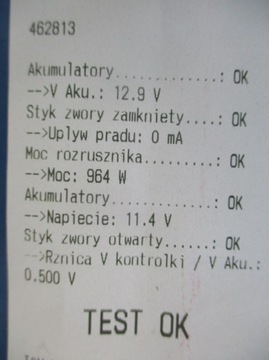 462813
Akumulatory.............: OK
-->V Aku.: 12.9 V
Styk zwory zamkniety....: OK
-->Uplyw pradu: 0 mA
Moc rozrusznika.........: OK
-->Moc: 964 W
Akumulatory.............: OK
-->Napiecie: 11.4 V
Styk zwory otwarty......: OK
-->Rznica V kontrolki / V Aku.:
0.500 V
TEST OK